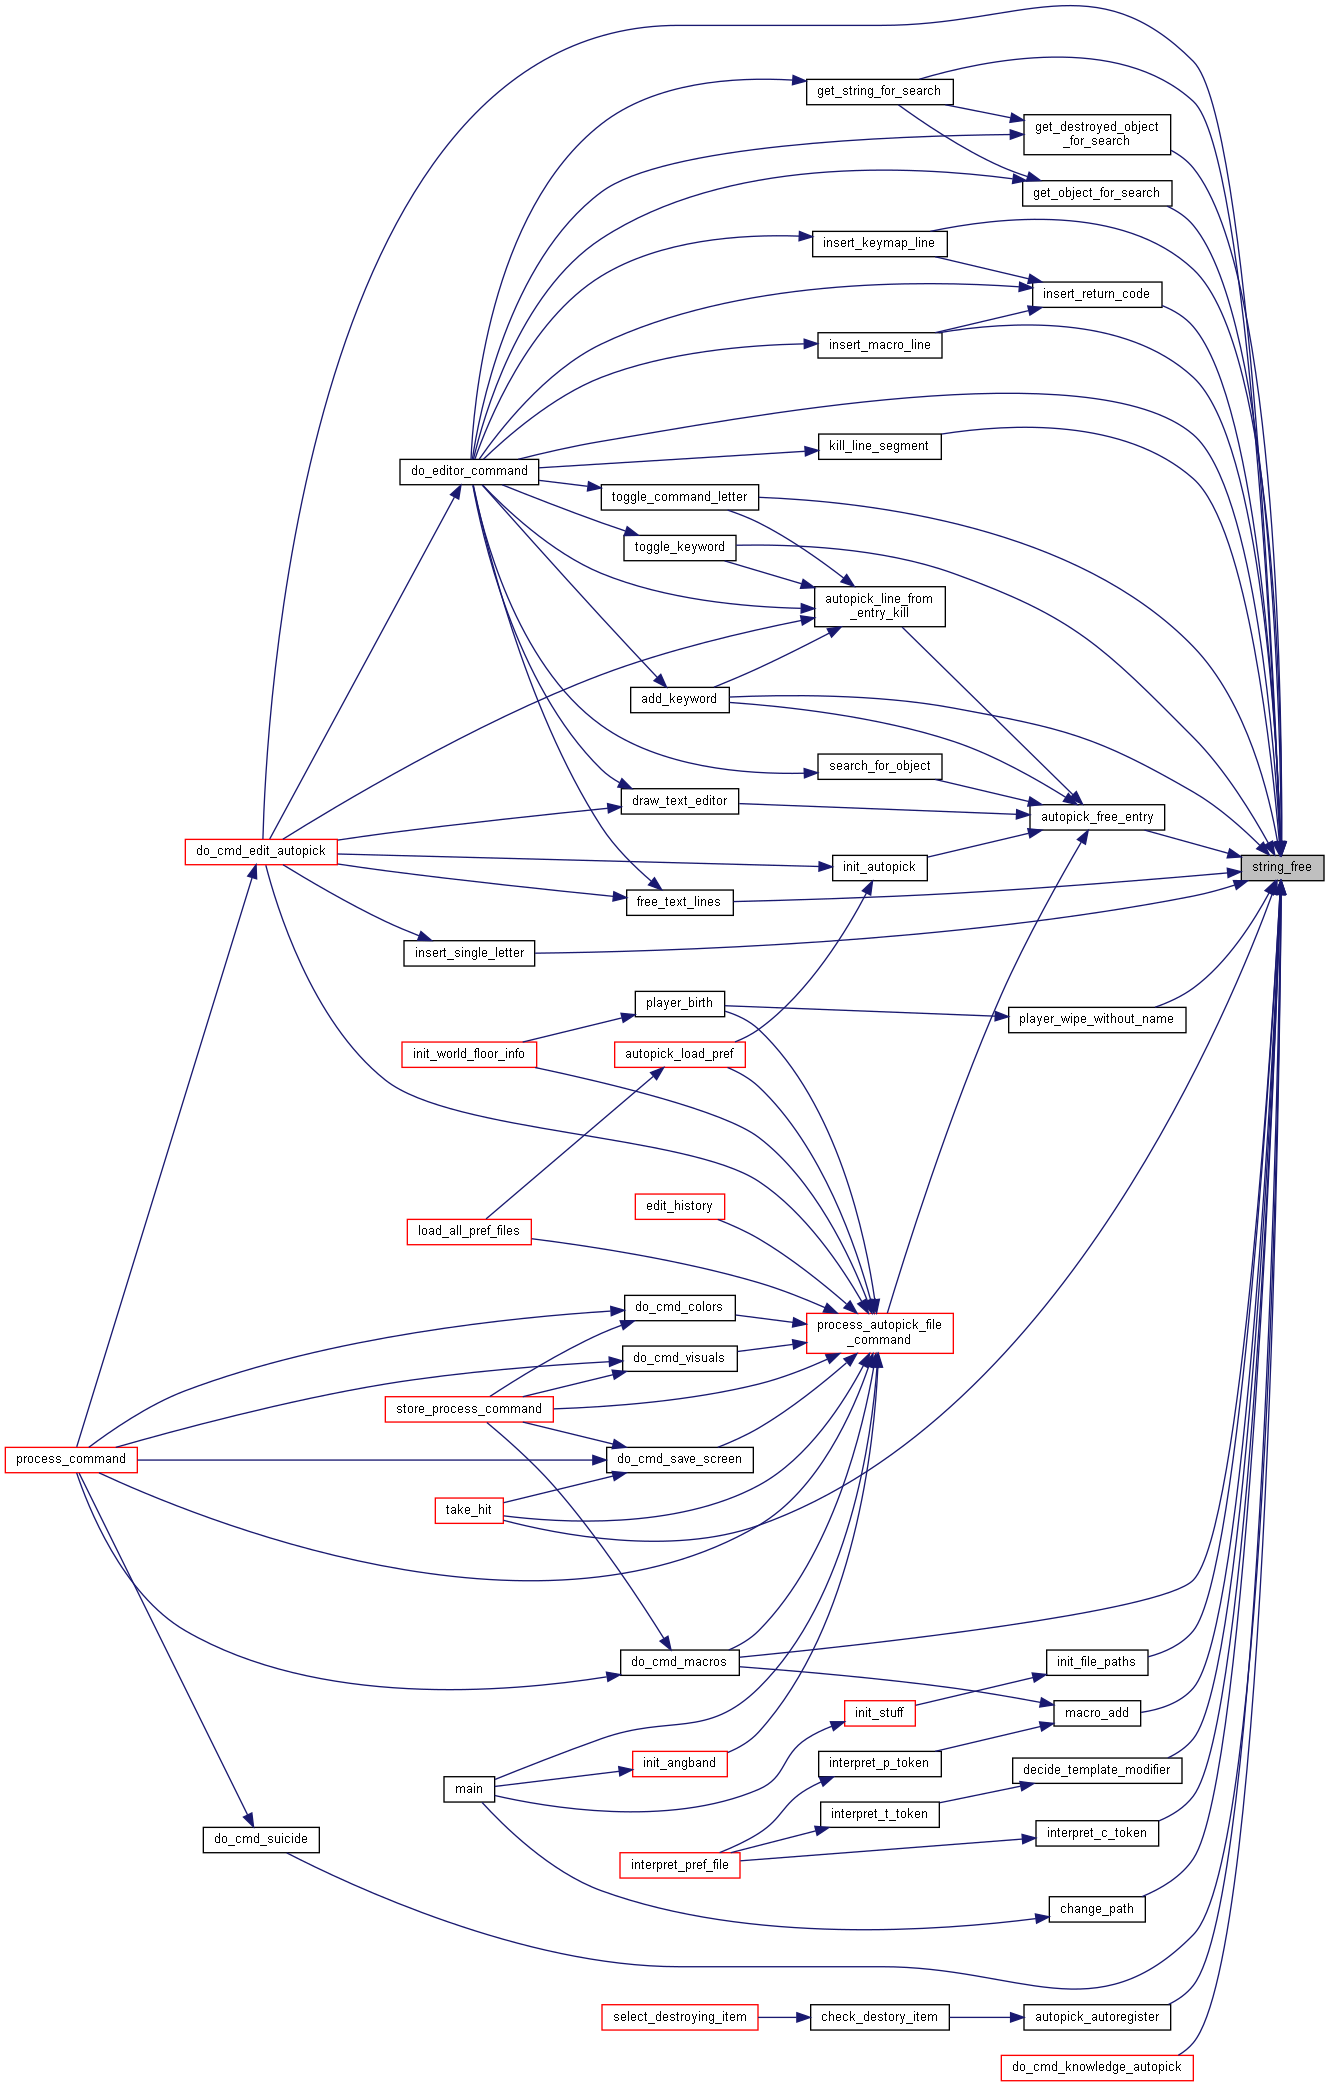 get_string_for_search
get_destroyed_object
_for_search
get_object_for_search
insert_keymap_line
insert_return_code
insert_macro_line
kill_line_segment
do_editor_command
toggle_command_letter
toggle_keyword
autopick_line_from
_entry_kill
add_keyword
search_for_object
draw_text_editor
autopick_free_entry
do_cmd_edit_autopick
init_autopick
string_free
free_text_lines
insert_single_letter
player_birth
player_wipe_without_name
init_world_floor_info
autopick_load_pref
edit_history
load_all_pref_files
do_cmd_colors
process_autopick_file
_command
do_cmd_visuals
store_process_command
process_command
do_cmd_save_screen
take_hit
do_cmd_macros
init_file_paths
init_stuff
macro_add
init_angband
interpret_p_token
decide_template_modifier
main
interpret_t_token
do_cmd_suicide
interpret_c_token
interpret_pref_file
change_path
select_destroying_item
check_destory_item
autopick_autoregister
do_cmd_knowledge_autopick